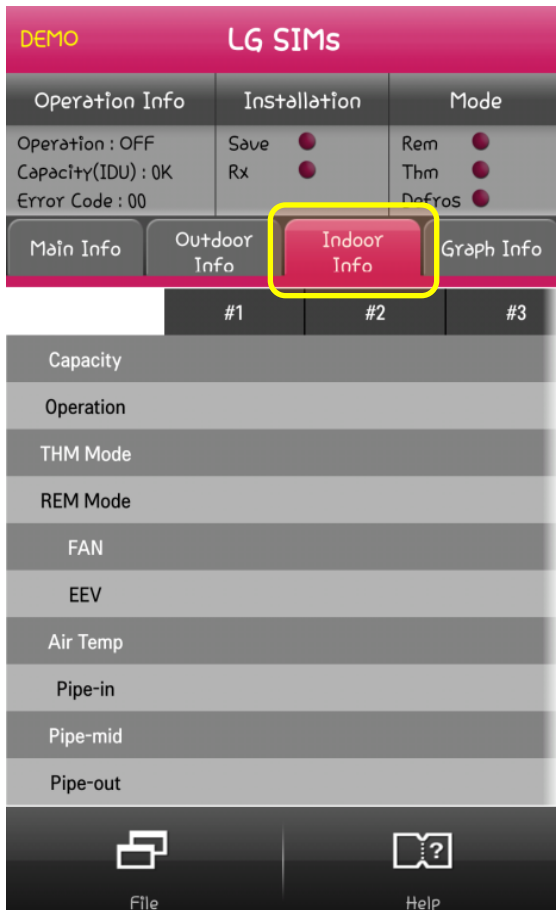 DEMO LG SIMs
Operation Info Installation Mode
Operation : OFF Save Rem
Capacity(IDU) : 0K Rx Thm
Error Code : 00 Defros
Main Info Outdoor Info Indoor Info Graph Info
#1 #2 #3
Capacity
Operation
THM Mode
REM Mode
FAN
EEV
Air Temp
Pipe-in
Pipe-mid
Pipe-out
?
File Help